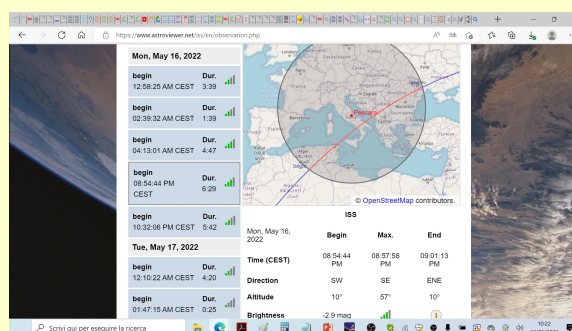 https://www.astroviewer.net/iss/en/observation.php
Mon, May 16, 2022
begin Dur.
12:58:25 AM CEST 3:39
begin Dur.
02:39:32 AM CEST 1:39
begin Dur.
04:13:01 AM CEST 4:47
begin Dur.
08:54:44 PM CEST 6:29
begin Dur.
10:32:06 PM CEST 5:42
Tue, May 17, 2022
begin Dur.
12:10:22 AM CEST 4:20
begin Dur.
01:47:15 AM CEST 0:25
London
Deutschland
France
Barcelona
Pescara
Alger
begin
© OpenStreetMap contributors.
ISS
Mon, May 16, 2022 Begin Max. End
Time (CEST) 08:54:44 PM 08:57:58 PM 09:01:13 PM
Direction SW SE ENE
Altitude 10° 57° 10°
Brightness -2.9 mag
Scrivi qui per eseguire la ricerca
10:22